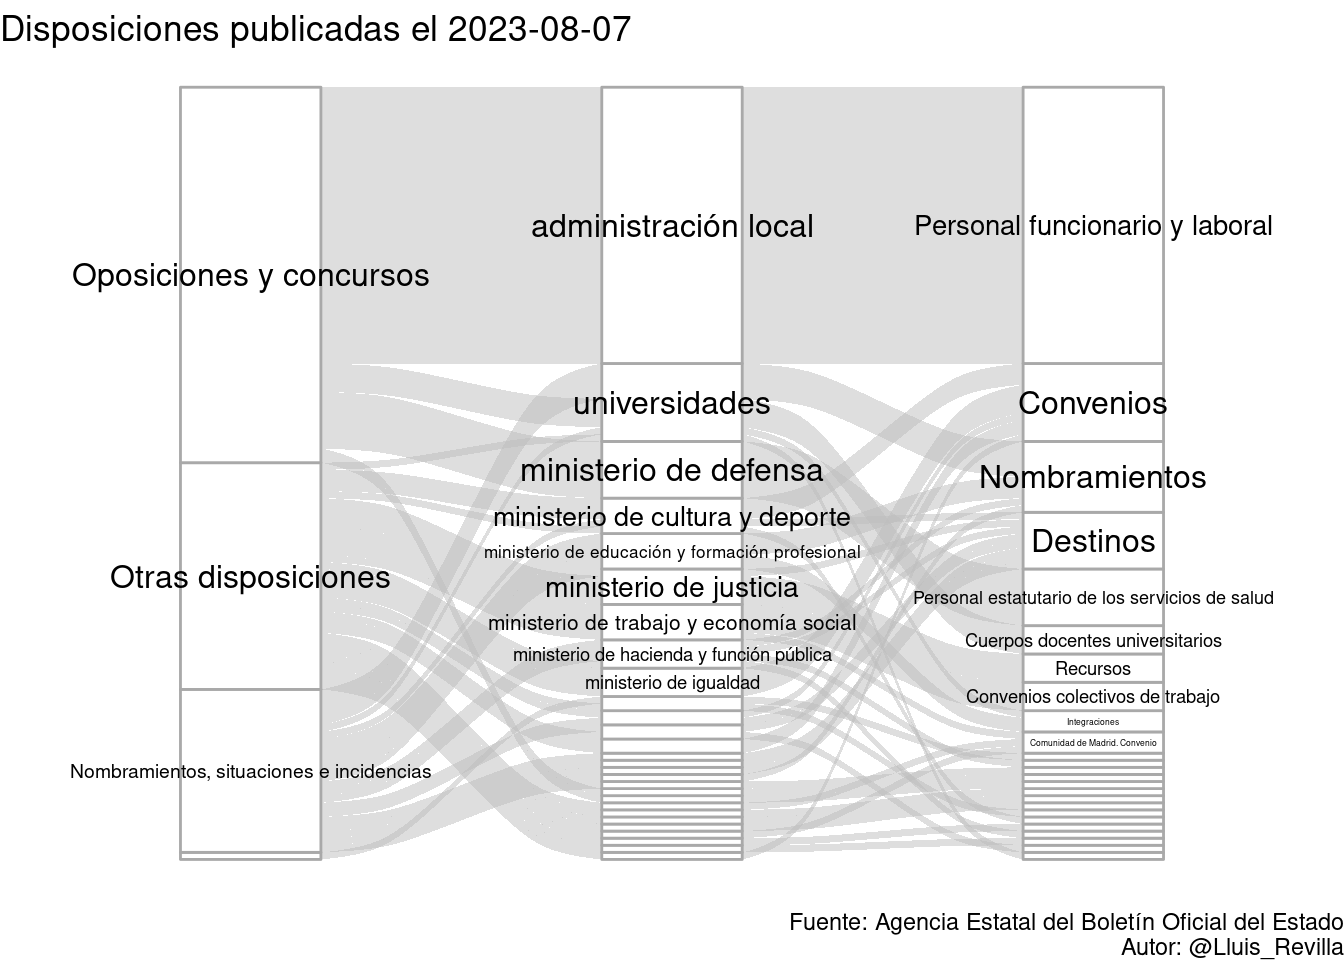 Disposiciones publicadas el 2023-08-07
Oposiciones y concursos
Otras disposiciones
Nombramientos, situaciones e incidencias
administración local
universidades
ministerio de defensa
ministerio de cultura y deporte
ministerio de educación y formación profesional
ministerio de justicia
ministerio de trabajo y economía social
ministerio de hacienda y función pública
ministerio de igualdad
Personal funcionario y laboral
Convenios
Nombramientos
Destinos
Personal estatutario de los servicios de salud
Cuerpos docentes universitarios
Recursos
Convenios colectivos de trabajo
Integraciones
Comunidad de Madrid. Convenio
Fuente: Agencia Estatal del Boletín Oficial del Estado
Autor: @Lluis_Revilla